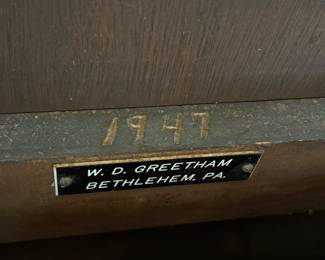 1947
W. D. GREETHAM
BETHLEHEM, PA.